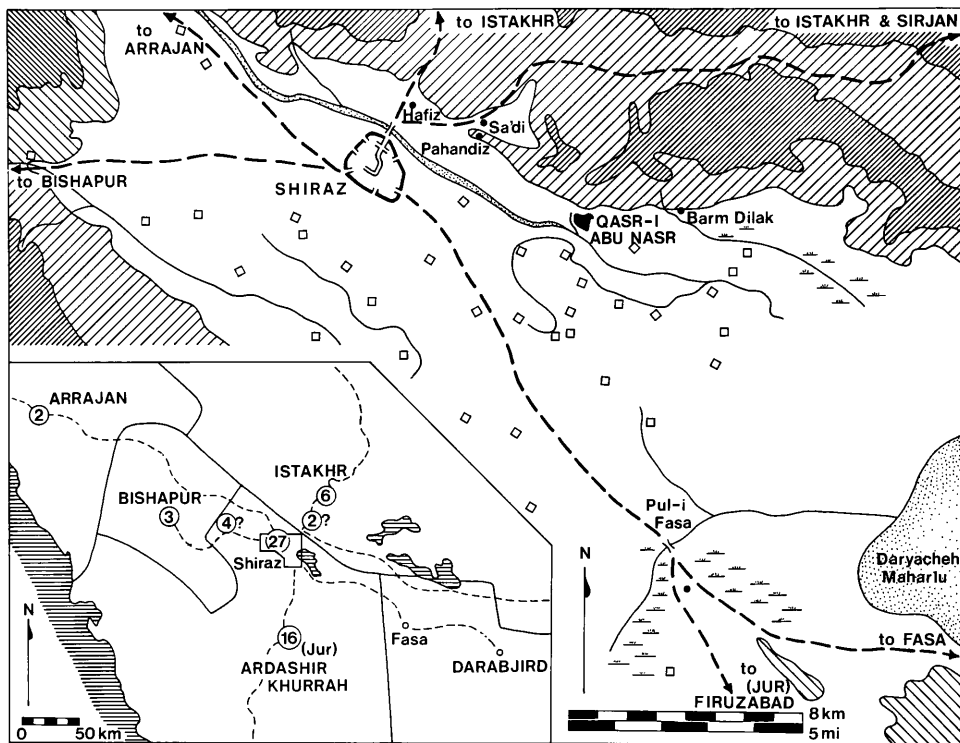 to ISTAKHR
to ISTAKHR & SIRJAN
to
ARRAJAN
Hafiz
Sa'di
Pahandiz
to BISHAPUR
SHIRAZ
QASR-I
ABU NASR
Barm Dilak
Pul-i
Fasa
Daryacheh
Maharlu
to FASA
to
(JUR)
FIRUZABAD
N
8 km
5 mi
ARRAJAN
2
ISTAKHR
6
BISHAPUR
3
4?
2?
27
Shiraz
16
(Jur)
ARDASHIR
KHURRAH
Fasa
DARABJIRD
N
0 50 km